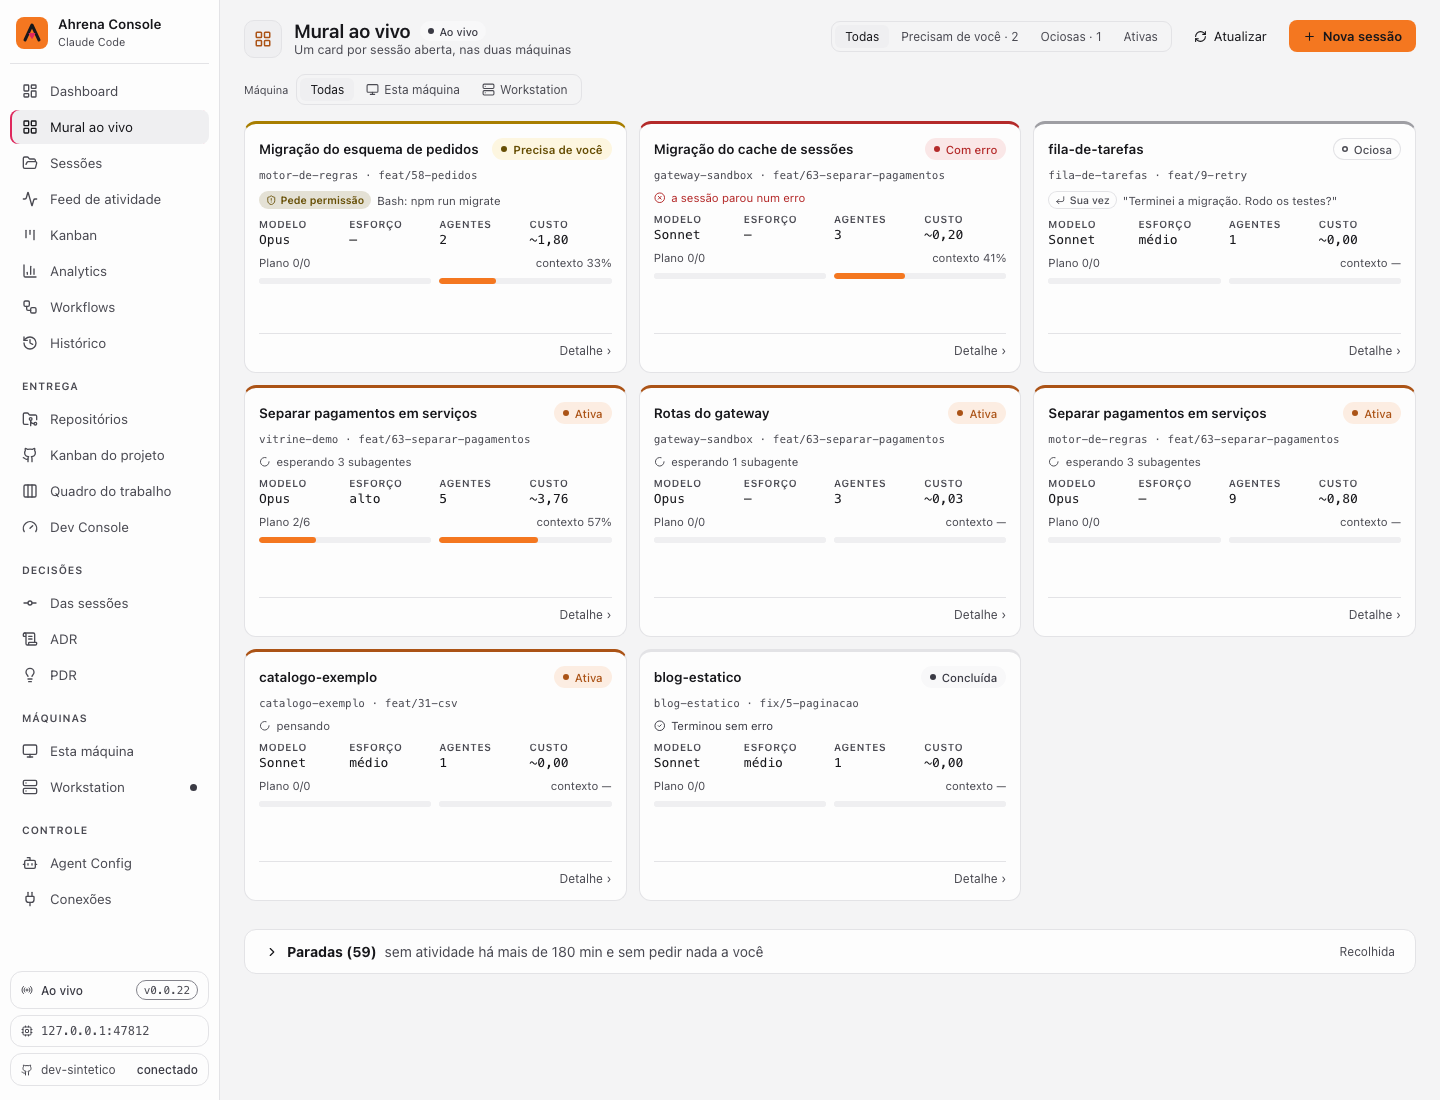 Ahrena Console
Claude Code
Dashboard
Mural ao vivo
Sessões
Feed de atividade
Kanban
Analytics
Workflows
Histórico
ENTREGA
Repositórios
Kanban do projeto
Quadro do trabalho
Dev Console
DECISÕES
Das sessões
ADR
PDR
MÁQUINAS
Esta máquina
Workstation
CONTROLE
Agent Config
Conexões
Ao vivo v0.0.22
127.0.0.1:47812
dev-sintetico conectado
Mural ao vivo Ao vivo
Um card por sessão aberta, nas duas máquinas
Todas Precisam de você · 2 Ociosas · 1 Ativas
Atualizar
+ Nova sessão
Máquina Todas Esta máquina Workstation
Migração do esquema de pedidos Precisa de você
motor-de-regras · feat/58-pedidos
Pede permissão Bash: npm run migrate
MODELO ESFORÇO AGENTES CUSTO
Opus — 2 ~1,80
Plano 0/0 contexto 33%
Detalhe ›
Migração do cache de sessões Com erro
gateway-sandbox · feat/63-separar-pagamentos
a sessão parou num erro
MODELO ESFORÇO AGENTES CUSTO
Sonnet — 3 ~0,20
Plano 0/0 contexto 41%
Detalhe ›
fila-de-tarefas Ociosa
fila-de-tarefas · feat/9-retry
Sua vez "Terminei a migração. Rodo os testes?"
MODELO ESFORÇO AGENTES CUSTO
Sonnet médio 1 ~0,00
Plano 0/0 contexto —
Detalhe ›
Separar pagamentos em serviços Ativa
vitrine-demo · feat/63-separar-pagamentos
esperando 3 subagentes
MODELO ESFORÇO AGENTES CUSTO
Opus alto 5 ~3,76
Plano 2/6 contexto 57%
Detalhe ›
Rotas do gateway Ativa
gateway-sandbox · feat/63-separar-pagamentos
esperando 1 subagente
MODELO ESFORÇO AGENTES CUSTO
Opus — 3 ~0,03
Plano 0/0 contexto —
Detalhe ›
Separar pagamentos em serviços Ativa
motor-de-regras · feat/63-separar-pagamentos
esperando 3 subagentes
MODELO ESFORÇO AGENTES CUSTO
Opus — 9 ~0,80
Plano 0/0 contexto —
Detalhe ›
catalogo-exemplo Ativa
catalogo-exemplo · feat/31-csv
pensando
MODELO ESFORÇO AGENTES CUSTO
Sonnet médio 1 ~0,00
Plano 0/0 contexto —
Detalhe ›
blog-estatico Concluída
blog-estatico · fix/5-paginacao
Terminou sem erro
MODELO ESFORÇO AGENTES CUSTO
Sonnet médio 1 ~0,00
Plano 0/0 contexto —
Detalhe ›
Paradas (59) sem atividade há mais de 180 min e sem pedir nada a você Recolhida